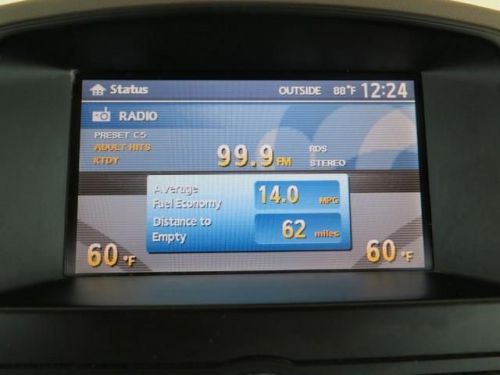 Status OUTSIDE 88°F 12:24
RADIO
PRESET C5
ADULT HITS
KTDY
99.9 FM
RDS
STEREO
Average
Fuel Economy
14.0 MPG
Distance to
Empty
62 miles
60 °F
60 °F